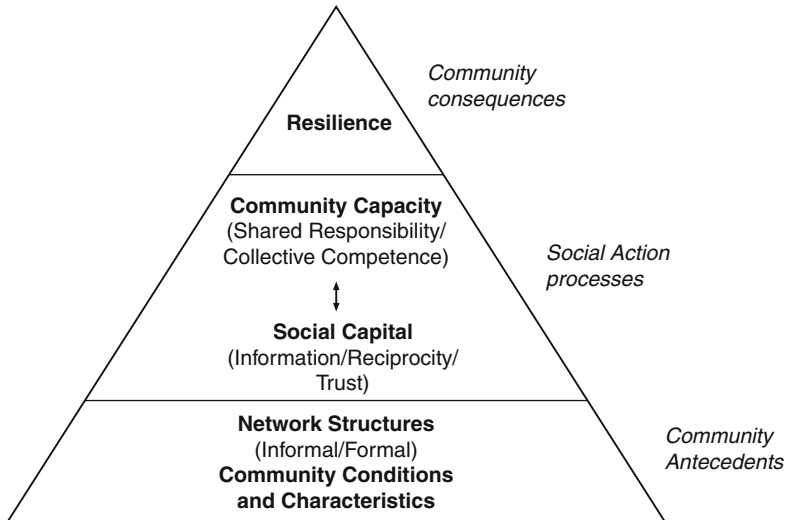 Community
consequences
Resilience
Community Capacity
(Shared Responsibility/
Collective Competence)
Social Action
processes
Social Capital
(Information/Reciprocity/
Trust)
Network Structures
(Informal/Formal)
Community Conditions
and Characteristics
Community
Antecedents